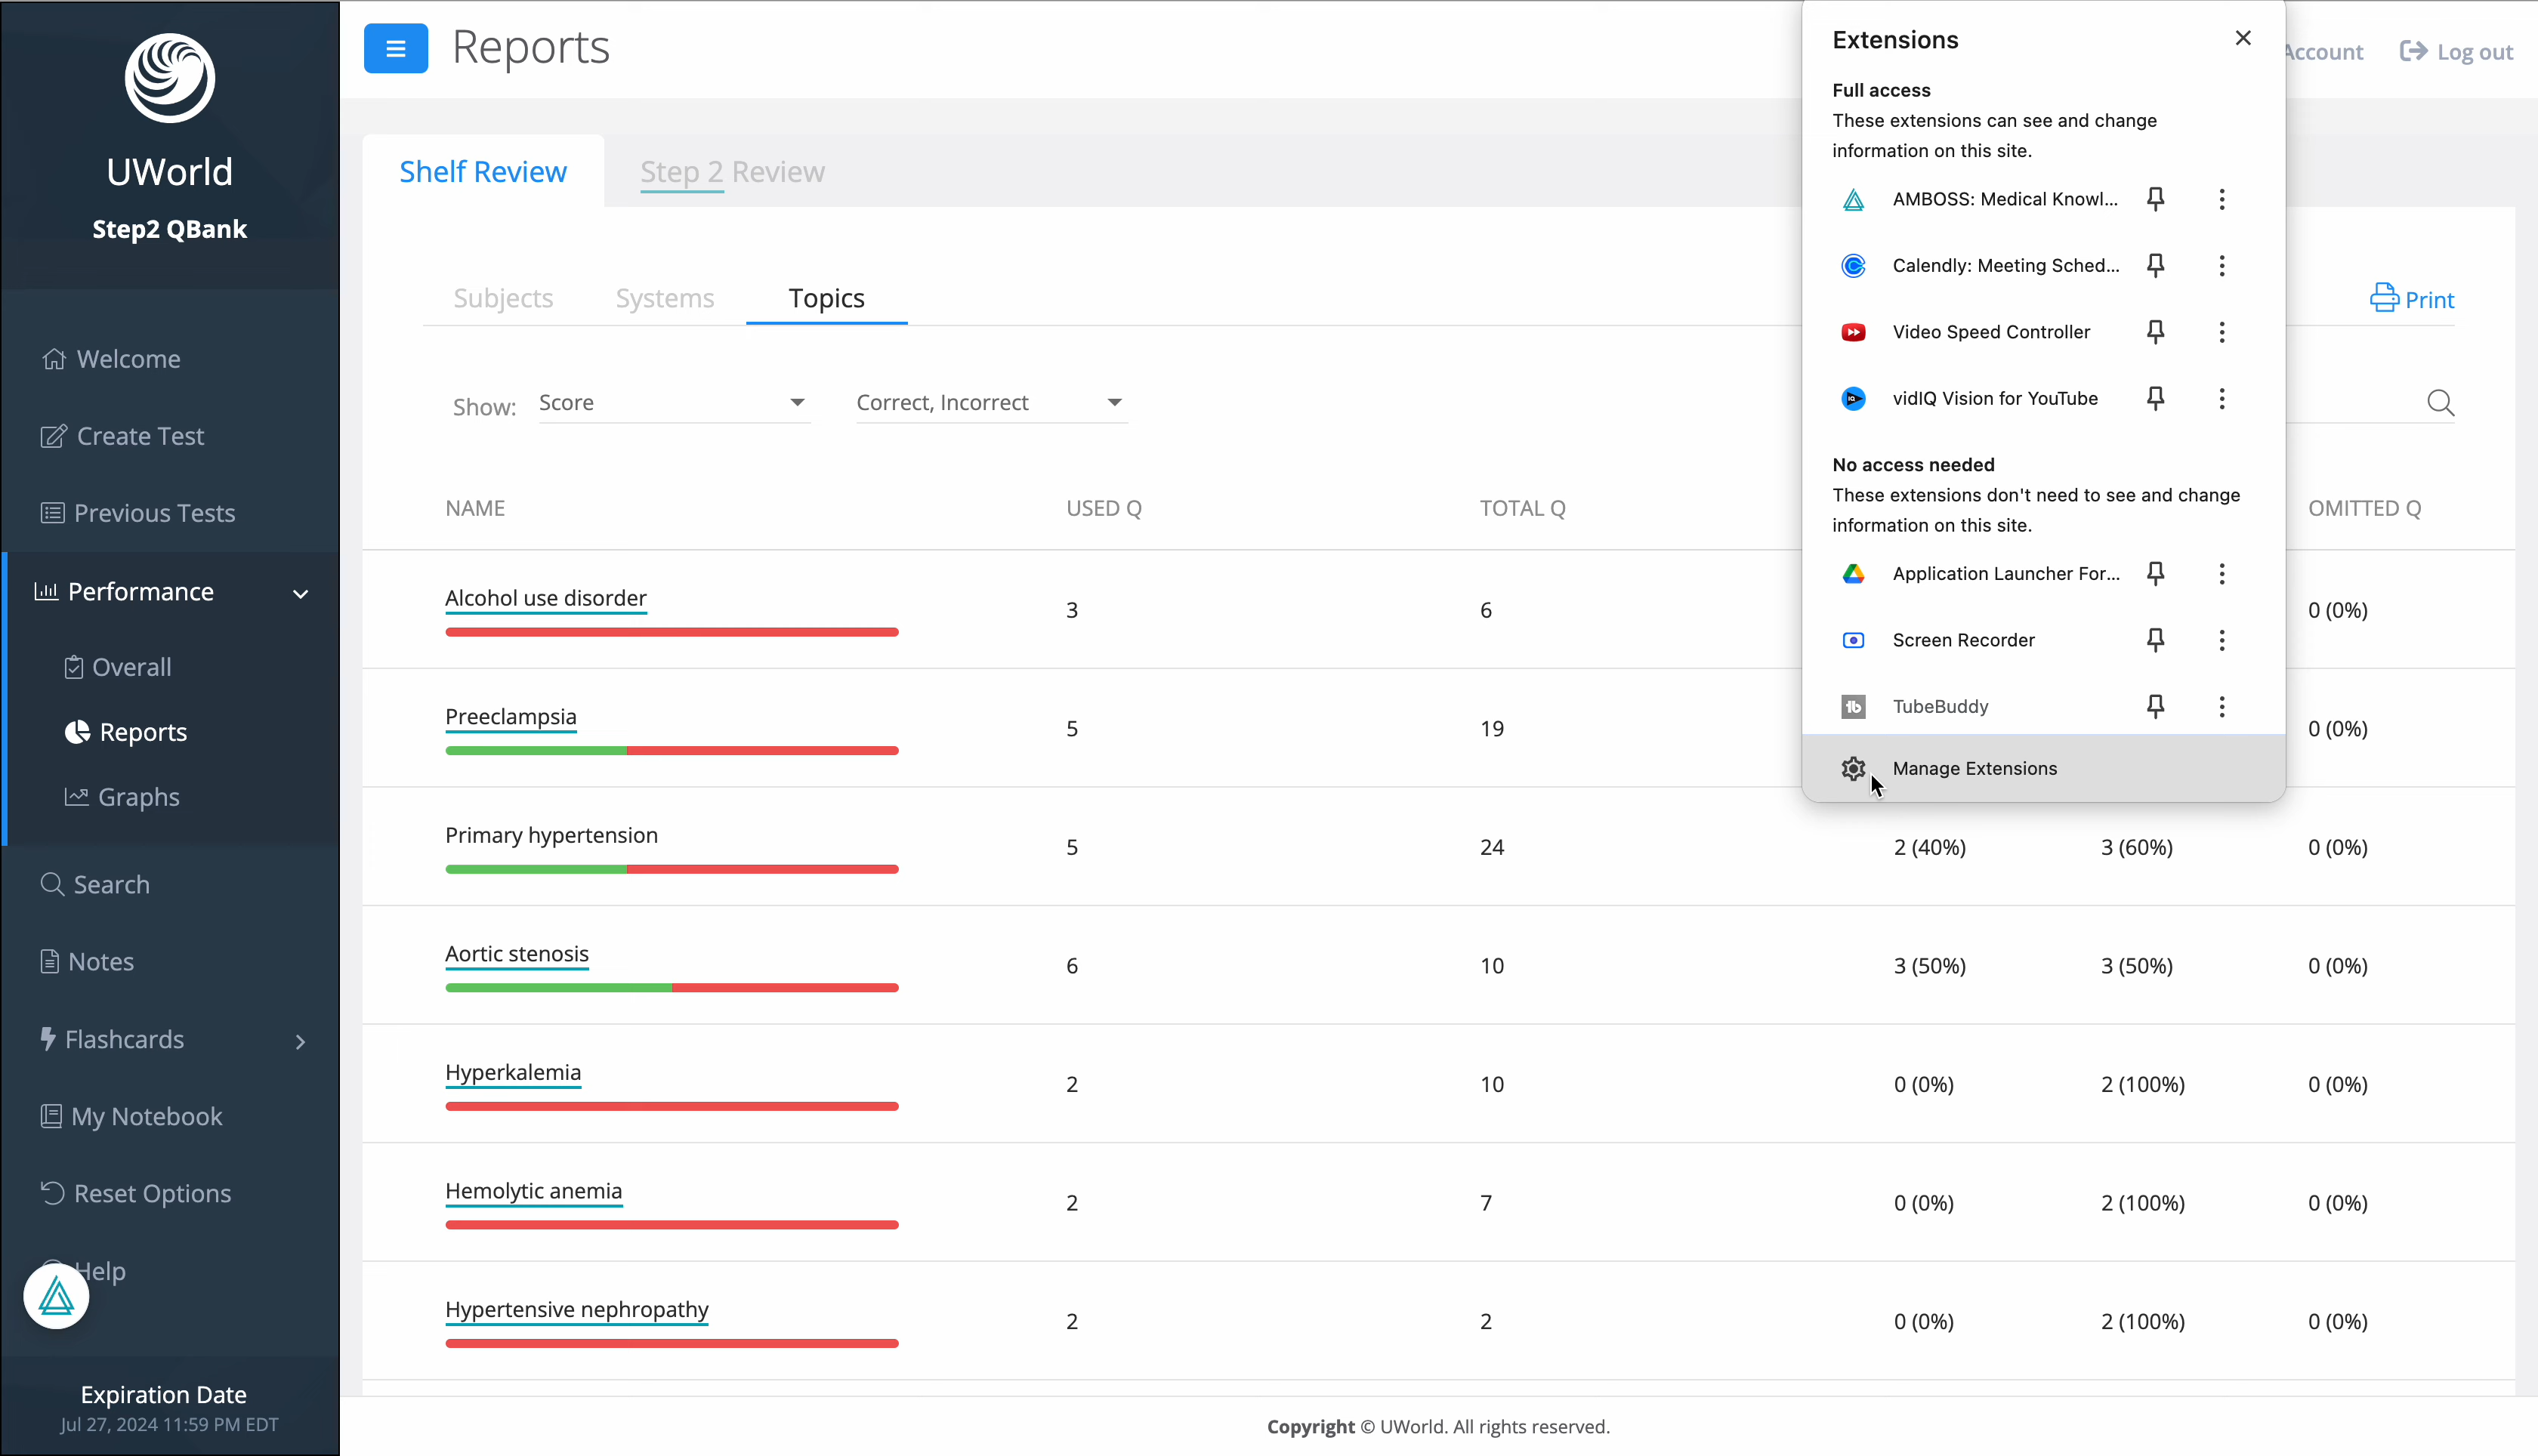 UWorld
Step2 QBank
Welcome
Create Test
Previous Tests
Performance
Overall
Reports
Graphs
Search
Notes
Flashcards
My Notebook
Reset Options
Help
Expiration Date
Jul 27, 2024 11:59 PM EDT
Reports
Account
Log out
Shelf Review
Step 2 Review
Subjects
Systems
Topics
Print
Show:
Score
Correct, Incorrect
NAME
USED Q
TOTAL Q
OMITTED Q
Alcohol use disorder
3
6
0 (0%)
Preeclampsia
5
19
0 (0%)
Primary hypertension
5
24
2 (40%)
3 (60%)
0 (0%)
Aortic stenosis
6
10
3 (50%)
3 (50%)
0 (0%)
Hyperkalemia
2
10
0 (0%)
2 (100%)
0 (0%)
Hemolytic anemia
2
7
0 (0%)
2 (100%)
0 (0%)
Hypertensive nephropathy
2
2
0 (0%)
2 (100%)
0 (0%)
Copyright © UWorld. All rights reserved.
Extensions
Full access
These extensions can see and change
information on this site.
AMBOSS: Medical Knowl...
Calendly: Meeting Sched...
Video Speed Controller
vidIQ Vision for YouTube
No access needed
These extensions don't need to see and change
information on this site.
Application Launcher For...
Screen Recorder
TubeBuddy
Manage Extensions